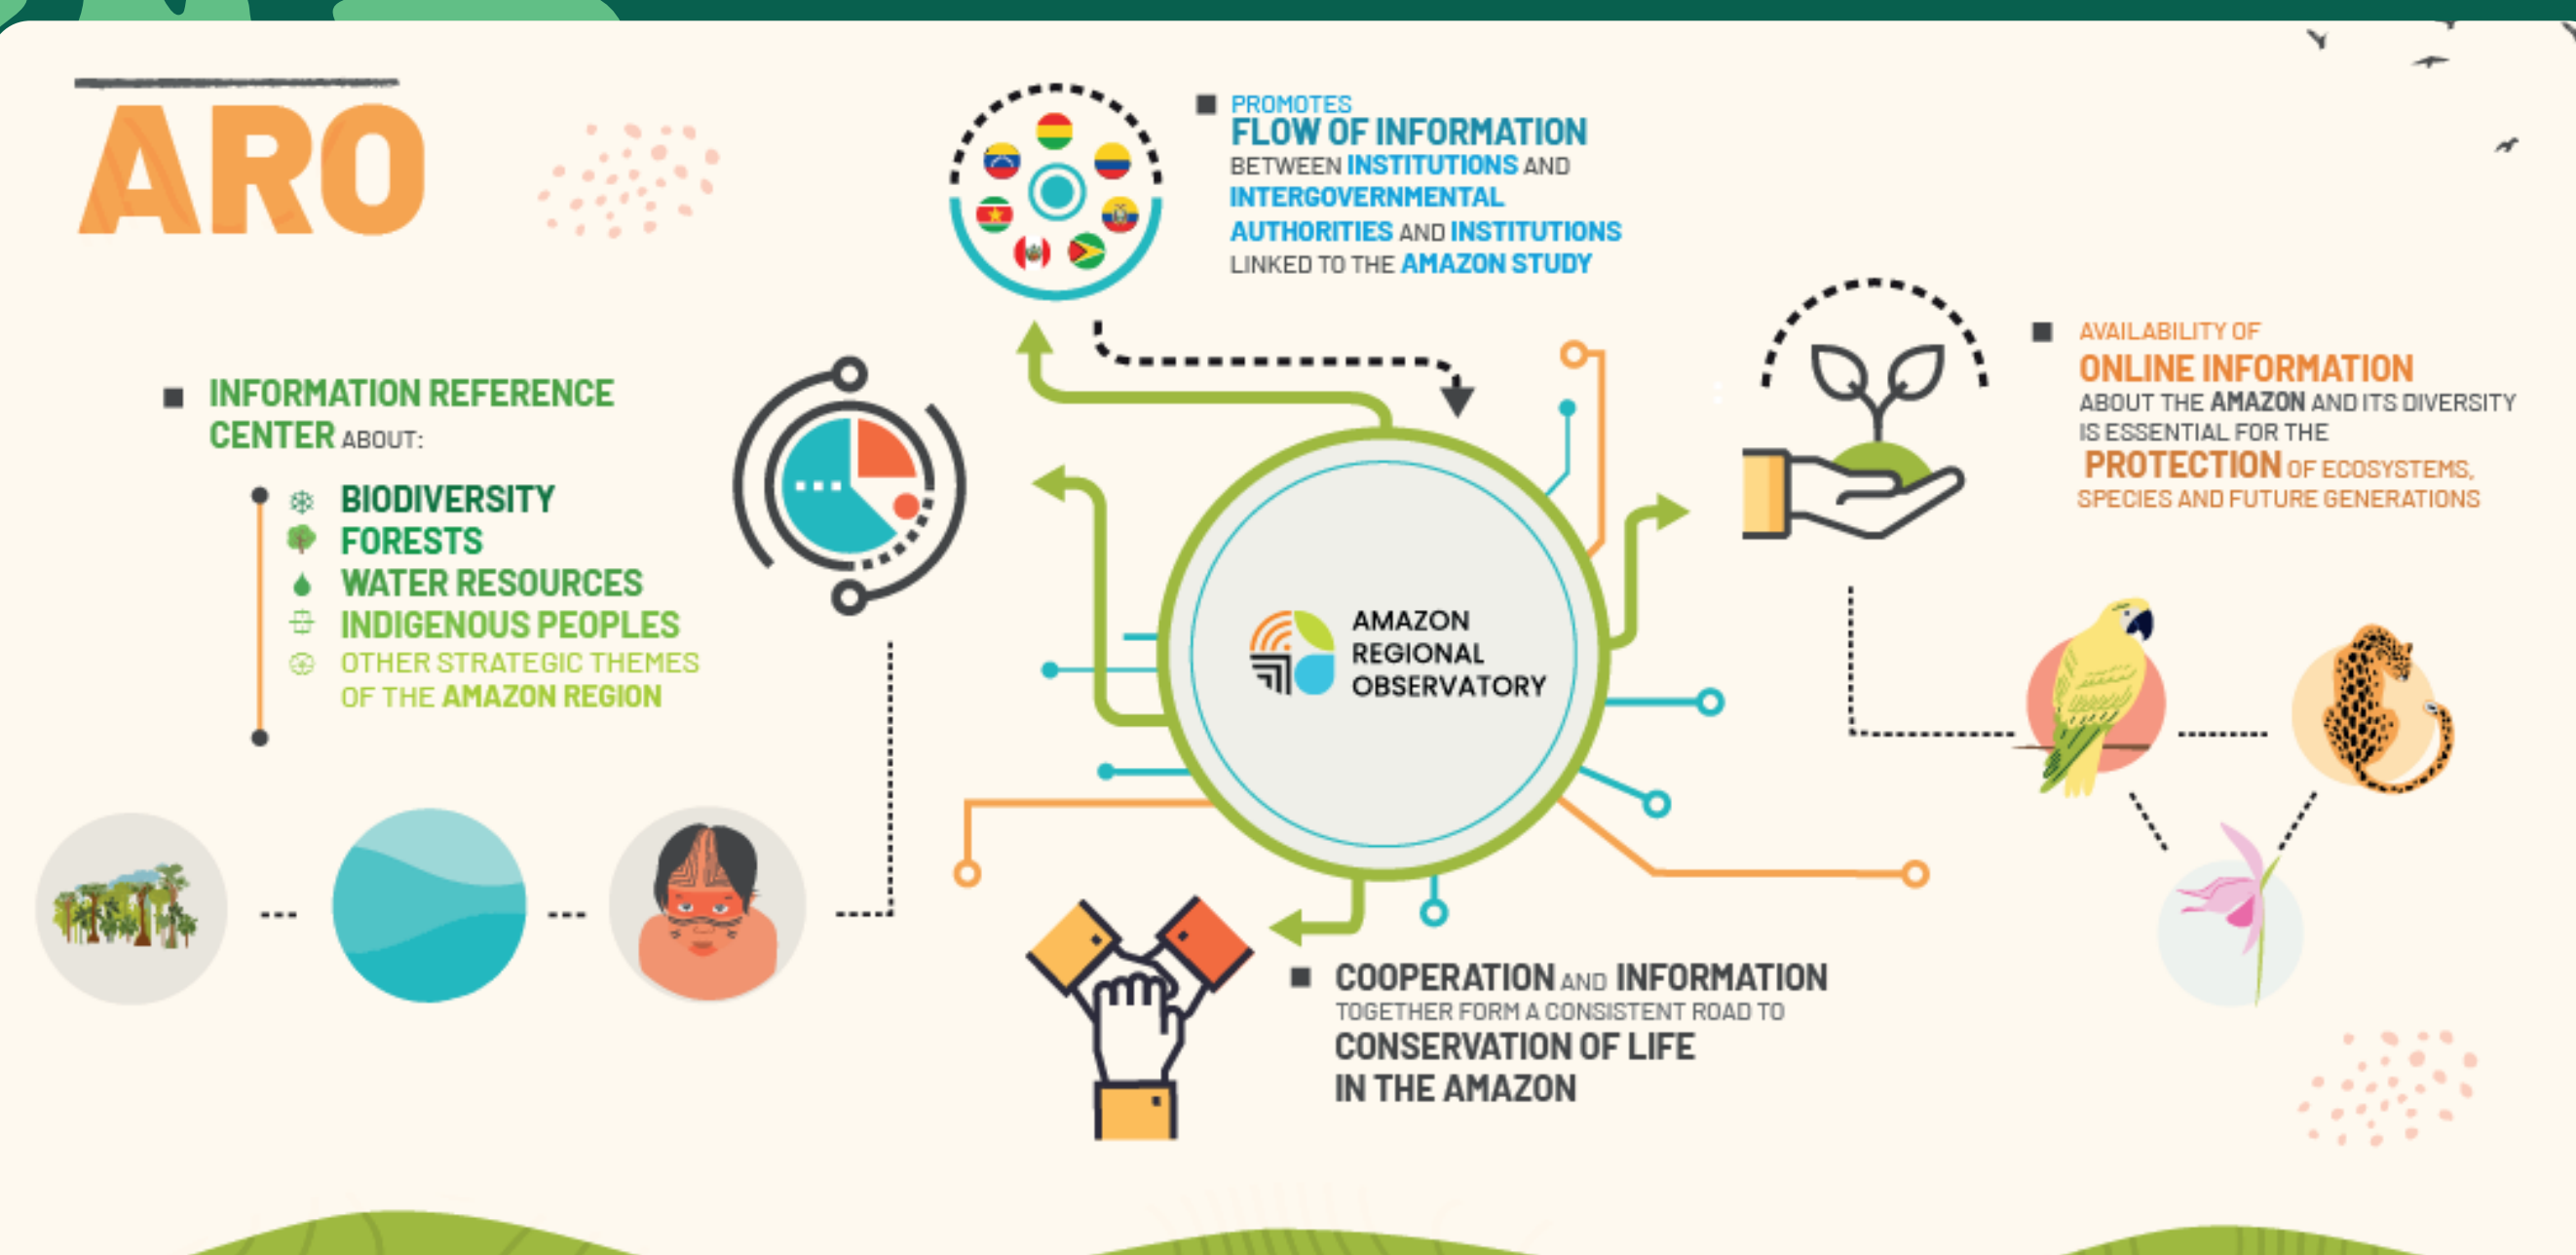 ARO
PROMOTES
FLOW OF INFORMATION
BETWEEN INSTITUTIONS AND
INTERGOVERNMENTAL
AUTHORITIES AND INSTITUTIONS
LINKED TO THE AMAZON STUDY
AVAILABILITY OF
ONLINE INFORMATION
ABOUT THE AMAZON AND ITS DIVERSITY
IS ESSENTIAL FOR THE
PROTECTION OF ECOSYSTEMS,
SPECIES AND FUTURE GENERATIONS
INFORMATION REFERENCE
CENTER ABOUT:
BIODIVERSITY
FORESTS
WATER RESOURCES
INDIGENOUS PEOPLES
OTHER STRATEGIC THEMES
OF THE AMAZON REGION
AMAZON
REGIONAL
OBSERVATORY
COOPERATION AND INFORMATION
TOGETHER FORM A CONSISTENT ROAD TO
CONSERVATION OF LIFE
IN THE AMAZON